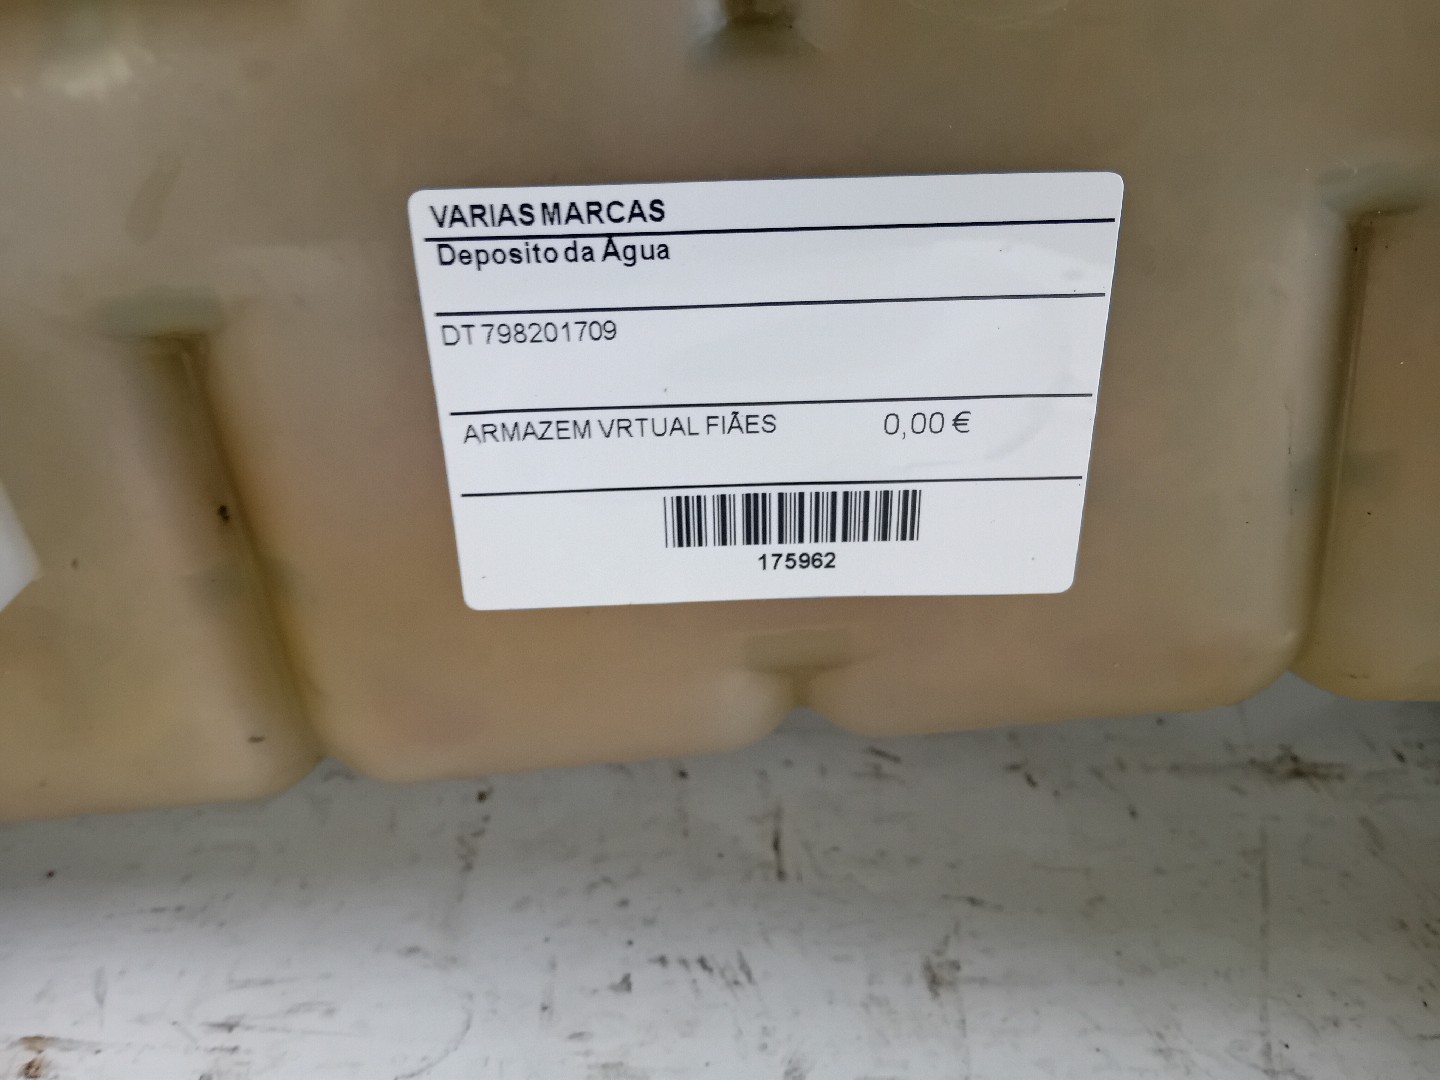 VARIAS MARCAS
Deposito da Água
DT 798201709
ARMAZEM VRTUAL FIÃES 0,00 €
175962